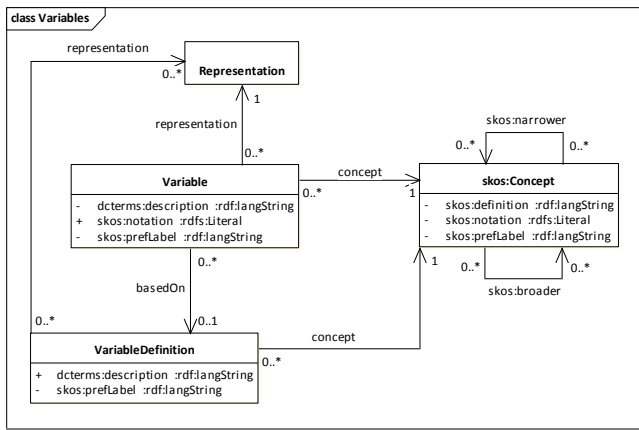 class Variables
representation
0..*
Representation
1
representation
0..*
Variable
- dcterms:description :rdf:langString
+ skos:notation :rdfs:Literal
- skos:prefLabel :rdf:langString
concept
0..*
1
skos:narrower
0..*
0..*
skos:Concept
- skos:definition :rdf:langString
- skos:notation :rdfs:Literal
- skos:prefLabel :rdf:langString
0..*
0..*
skos:broader
1
0..*
basedOn
0..1
0..*
VariableDefinition
+ dcterms:description :rdf:langString
- skos:prefLabel :rdf:langString
concept
0..*